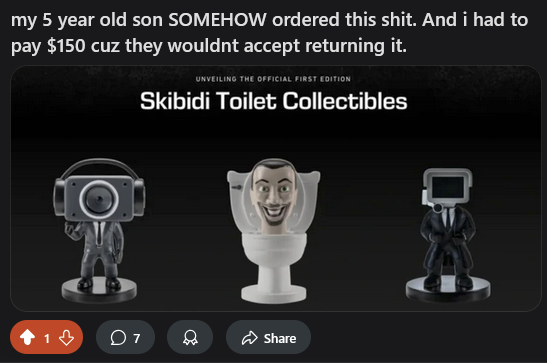 my 5 year old son SOMEHOW ordered this shit. And i had to
pay $150 cuz they wouldnt accept returning it.
UNVEILING THE OFFICIAL FIRST EDITION
Skibidi Toilet Collectibles
1
7
Share